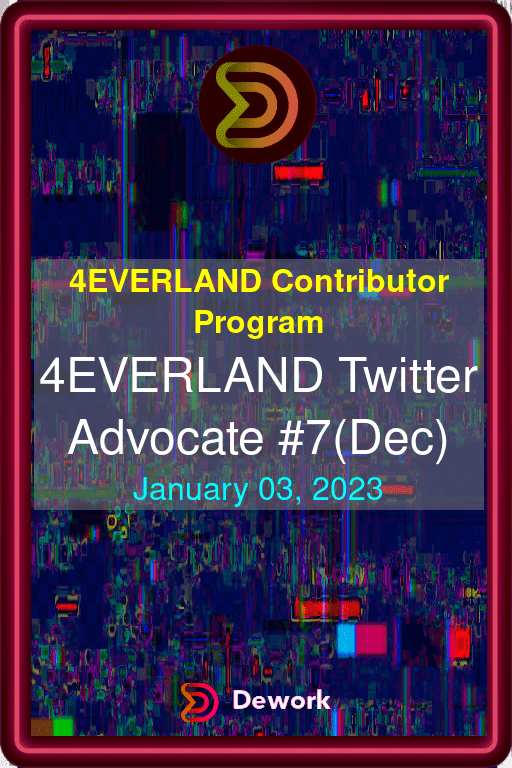 4EVERLAND Contributor
Program
4EVERLAND Twitter
Advocate #7(Dec)
January 03, 2023
Dework